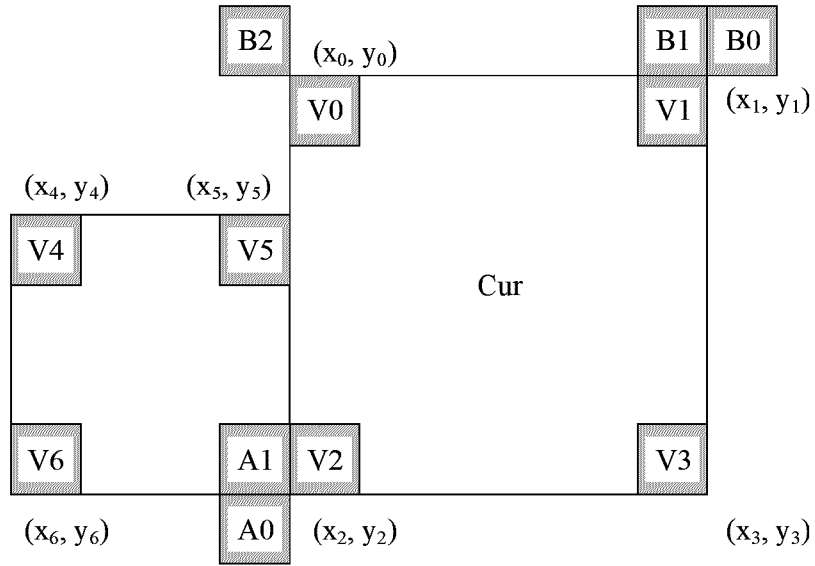 B2 (x₀, y₀) B1 B0
V0 V1 (x₁, y₁)
(x₄, y₄) (x₅, y₅)
V4 V5 Cur
V6 A1 V2 V3
(x₆, y₆) A0 (x₂, y₂) (x₃, y₃)